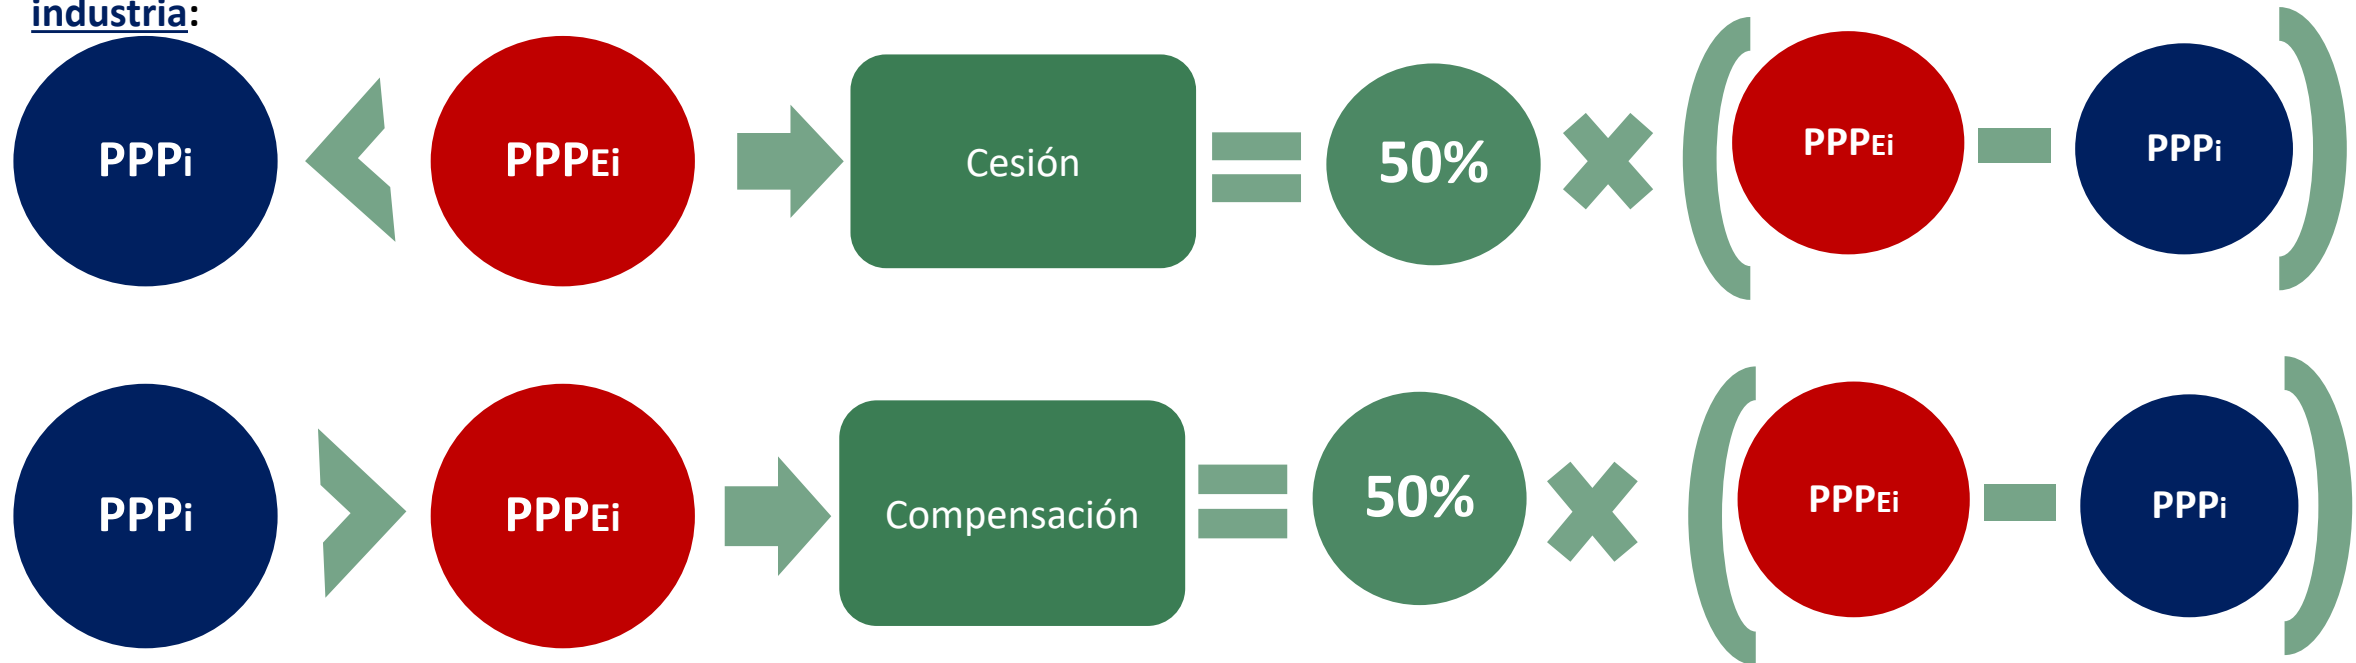 industria:
PPPi < PPPEi Cesión = 50% × ( PPPEi − PPPi )
PPPi > PPPEi Compensación = 50% × ( PPPEi − PPPi )